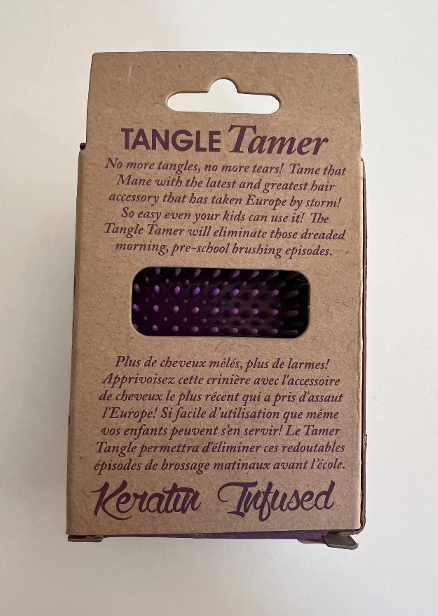 TANGLE Tamer
No more tangles, no more tears! Tame that
Mane with the latest and greatest hair
accessory that has taken Europe by storm!
So easy even your kids can use it! The
Tangle Tamer will eliminate those dreaded
morning, pre-school brushing episodes.
Plus de cheveux mêlés, plus de larmes!
Apprivoisez cette crinière avec l'accessoire
de cheveux le plus récent qui a pris d'assaut
l'Europe! Si facile d'utilisation que même
vos enfants peuvent s'en servir! Le Tamer
Tangle permettra d'éliminer ces redoutables
épisodes de brossage matinaux avant l'école.
Keratin Infused